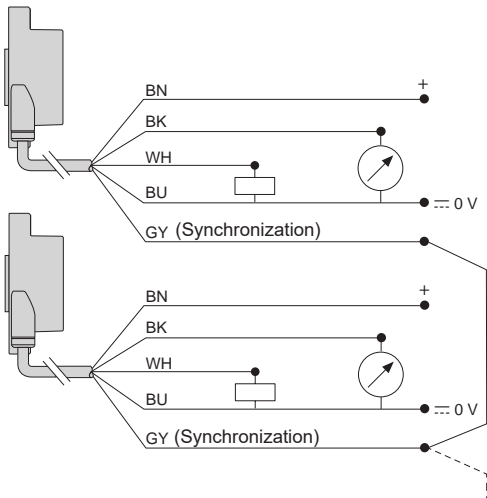 BN
+
BK
WH
BU
⎓ 0 V
GY (Synchronization)
BN
+
BK
WH
BU
⎓ 0 V
GY (Synchronization)